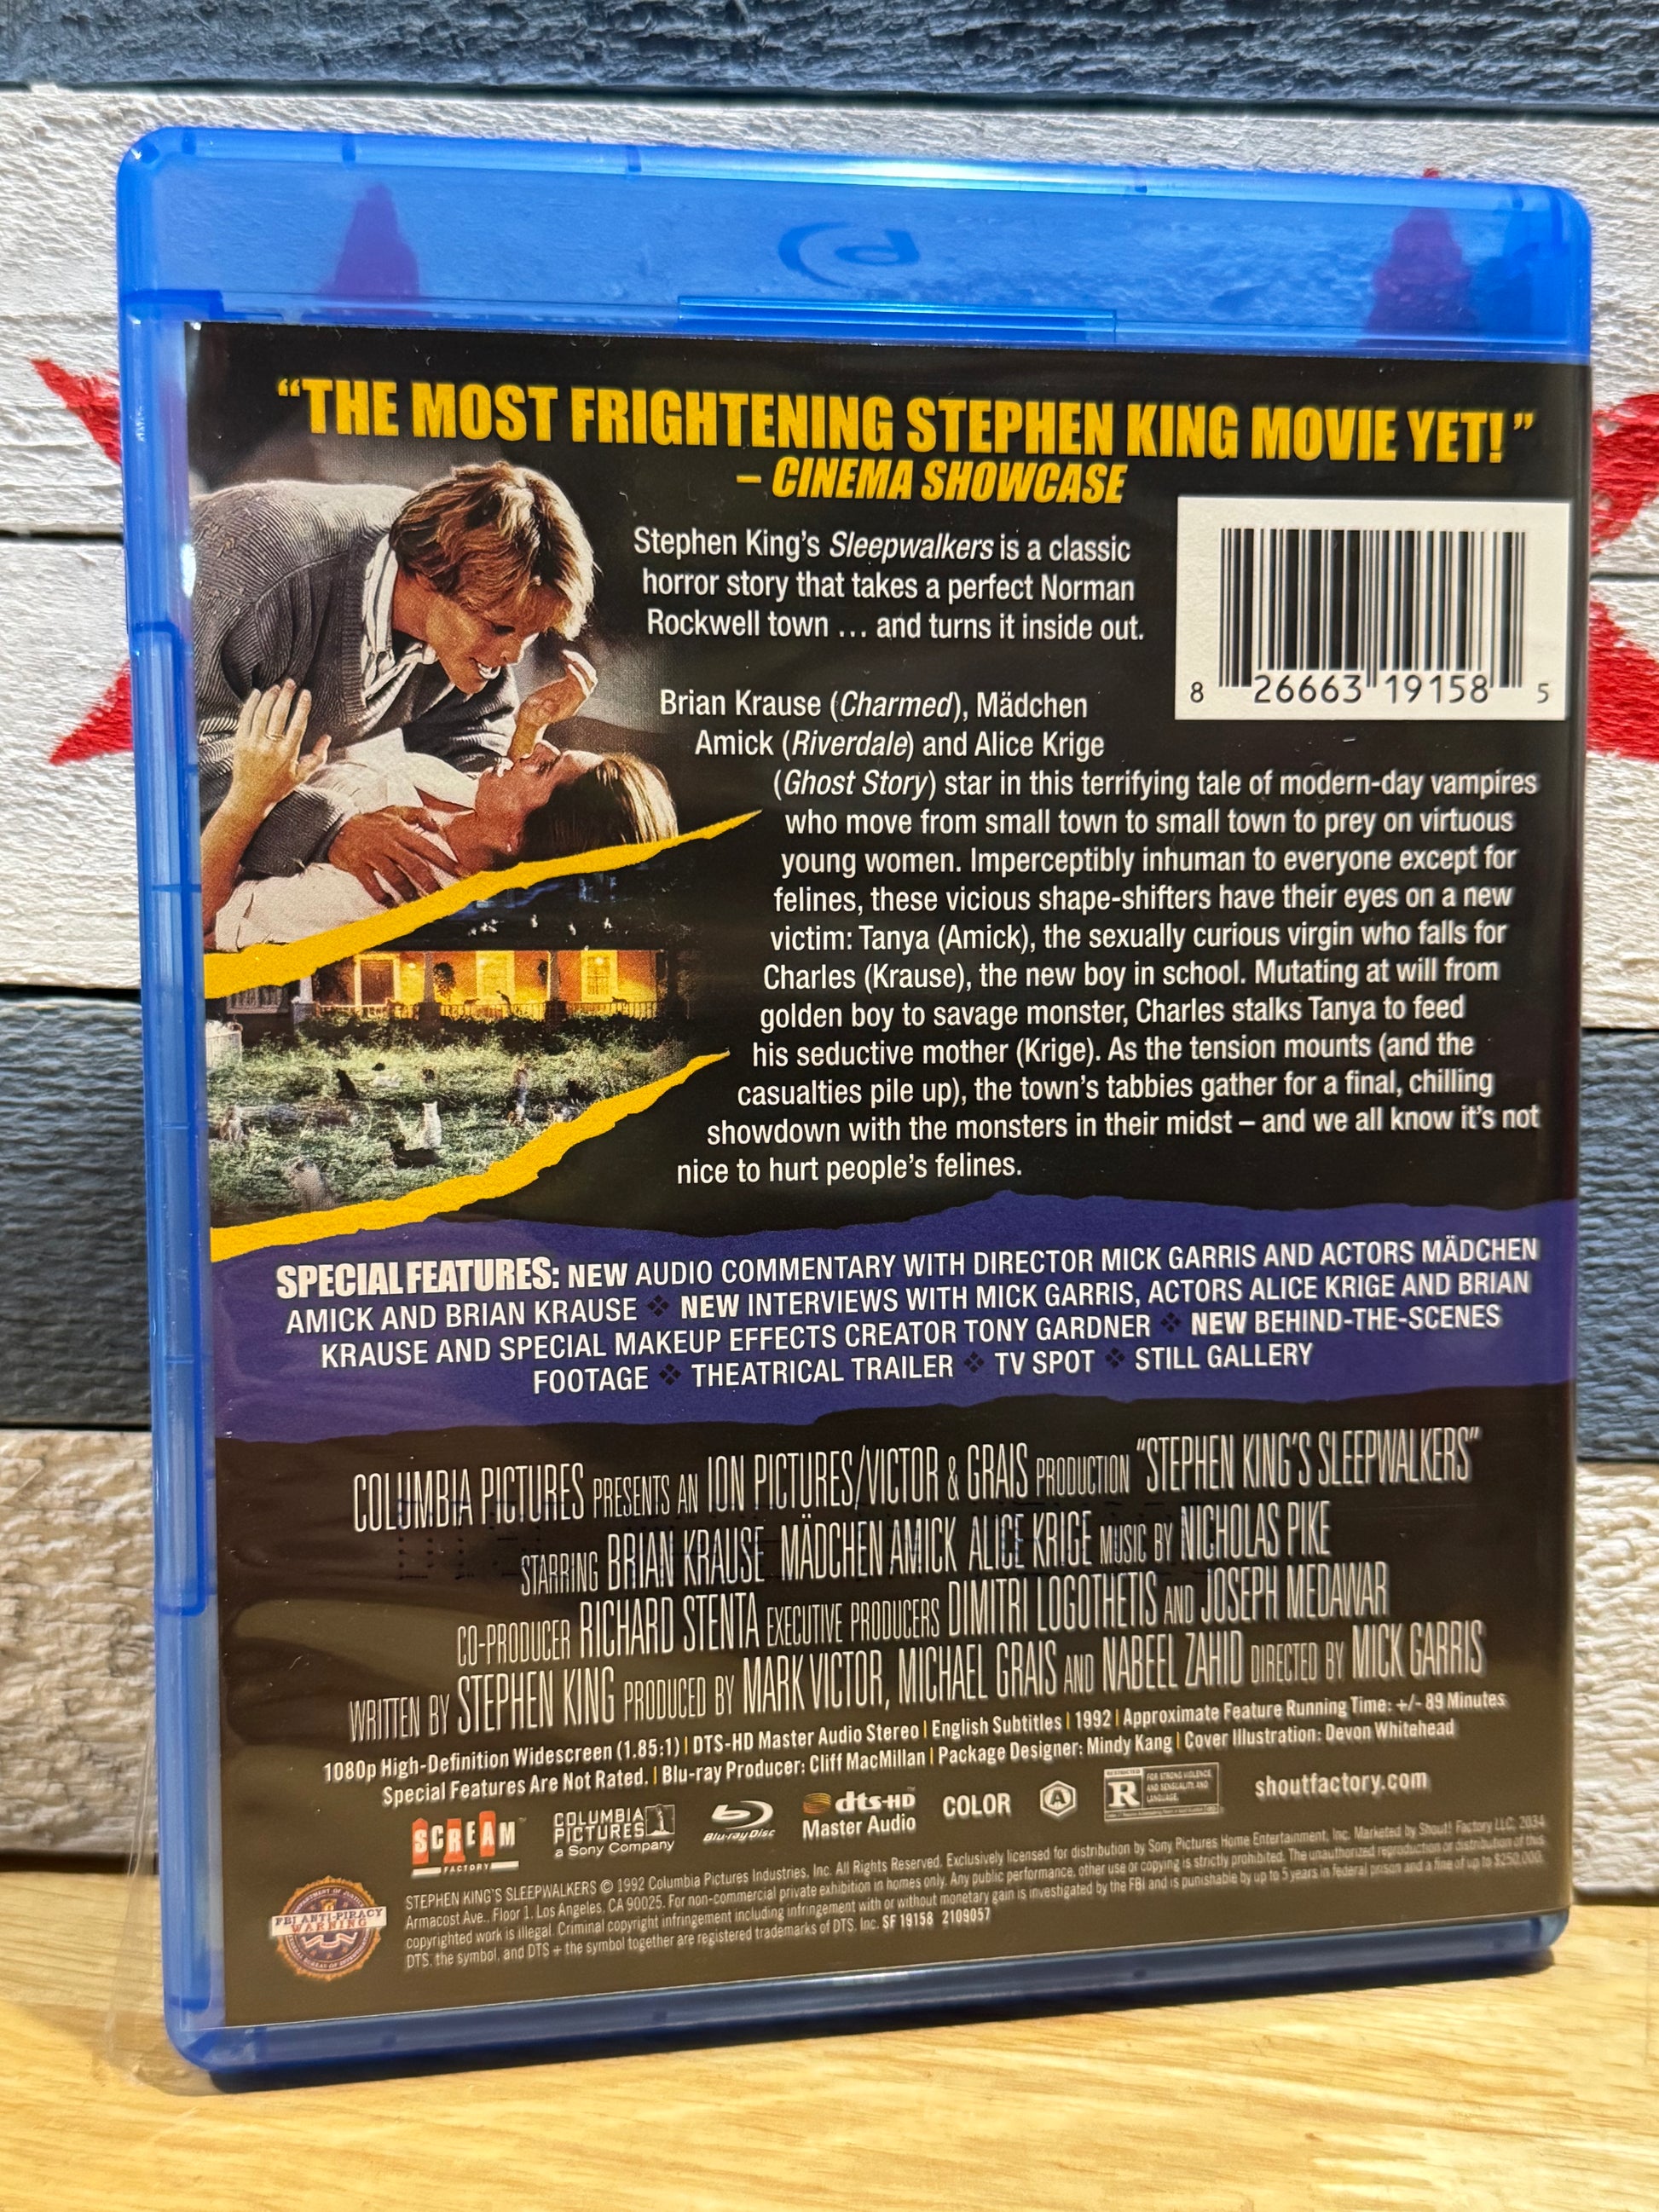 “THE MOST FRIGHTENING STEPHEN KING MOVIE YET!”
– CINEMA SHOWCASE
Stephen King’s Sleepwalkers is a classic
horror story that takes a perfect Norman
Rockwell town ... and turns it inside out.
8 26663 19158 5
Brian Krause (Charmed), Mädchen
Amick (Riverdale) and Alice Krige
(Ghost Story) star in this terrifying tale of modern-day vampires
who move from small town to small town to prey on virtuous
young women. Imperceptibly inhuman to everyone except for
felines, these vicious shape-shifters have their eyes on a new
victim: Tanya (Amick), the sexually curious virgin who falls for
Charles (Krause), the new boy in school. Mutating at will from
golden boy to savage monster, Charles stalks Tanya to feed
his seductive mother (Krige). As the tension mounts (and the
casualties pile up), the town’s tabbies gather for a final, chilling
showdown with the monsters in their midst – and we all know it’s not
nice to hurt people’s felines.
SPECIAL FEATURES: NEW AUDIO COMMENTARY WITH DIRECTOR MICK GARRIS AND ACTORS MÄDCHEN
AMICK AND BRIAN KRAUSE ❖ NEW INTERVIEWS WITH MICK GARRIS, ACTORS ALICE KRIGE AND BRIAN
KRAUSE AND SPECIAL MAKEUP EFFECTS CREATOR TONY GARDNER ❖ NEW BEHIND-THE-SCENES
FOOTAGE ❖ THEATRICAL TRAILER ❖ TV SPOT ❖ STILL GALLERY
COLUMBIA PICTURES PRESENTS AN ION PICTURES/VICTOR & GRAIS PRODUCTION “STEPHEN KING’S SLEEPWALKERS”
STARRING BRIAN KRAUSE MÄDCHEN AMICK ALICE KRIGE MUSIC BY NICHOLAS PIKE
CO-PRODUCER RICHARD STENTA EXECUTIVE PRODUCERS DIMITRI LOGOTHETIS AND JOSEPH MEDAWAR
WRITTEN BY STEPHEN KING PRODUCED BY MARK VICTOR, MICHAEL GRAIS AND NABEEL ZAHID DIRECTED BY MICK GARRIS
1080p High-Definition Widescreen (1.85:1) | DTS-HD Master Audio Stereo | English Subtitles | 1992 | Approximate Feature Running Time: +/- 89 Minutes
Special Features Are Not Rated. | Blu-ray Producer: Cliff MacMillan | Package Designer: Mindy Kang | Cover Illustration: Devon Whitehead
SCREAM
FACTORY
COLUMBIA
PICTURES
a Sony Company
Blu-ray Disc
dts-HD
Master Audio
COLOR
A
RESTRICTED
R
FOR STRONG VIOLENCE,
AND SENSUALITY, AND
LANGUAGE.
shoutfactory.com
FBI ANTI-PIRACY
WARNING
STEPHEN KING’S SLEEPWALKERS © 1992 Columbia Pictures Industries, Inc. All Rights Reserved. Exclusively licensed for distribution by Sony Pictures Home Entertainment, Inc. Marketed by Shout! Factory LLC, 2034
Armacost Ave., Floor 1, Los Angeles, CA 90025. For non-commercial private exhibition in homes only. Any public performance, other use or copying is strictly prohibited. The unauthorized reproduction or distribution of this
copyrighted work is illegal. Criminal copyright infringement including infringement with or without monetary gain is investigated by the FBI and is punishable by up to 5 years in federal prison and a fine of up to $250,000.
DTS, the symbol, and DTS + the symbol together are registered trademarks of DTS, Inc. SF 19158 2109057